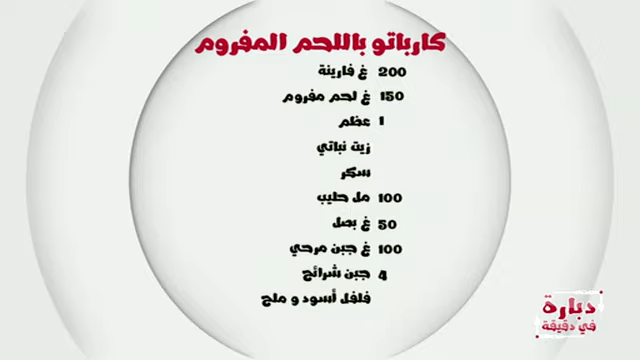 كارباتو باللحم المفروم
200 غ فارينة
150 غ لحم مفروم
1 عظم
زيت نباتي
سكر
100 مل حليب
50 غ بصل
100 غ جبن مرحي
4 جبن شرائح
فلفل أسود و ملح
دبارة
في دقيقة